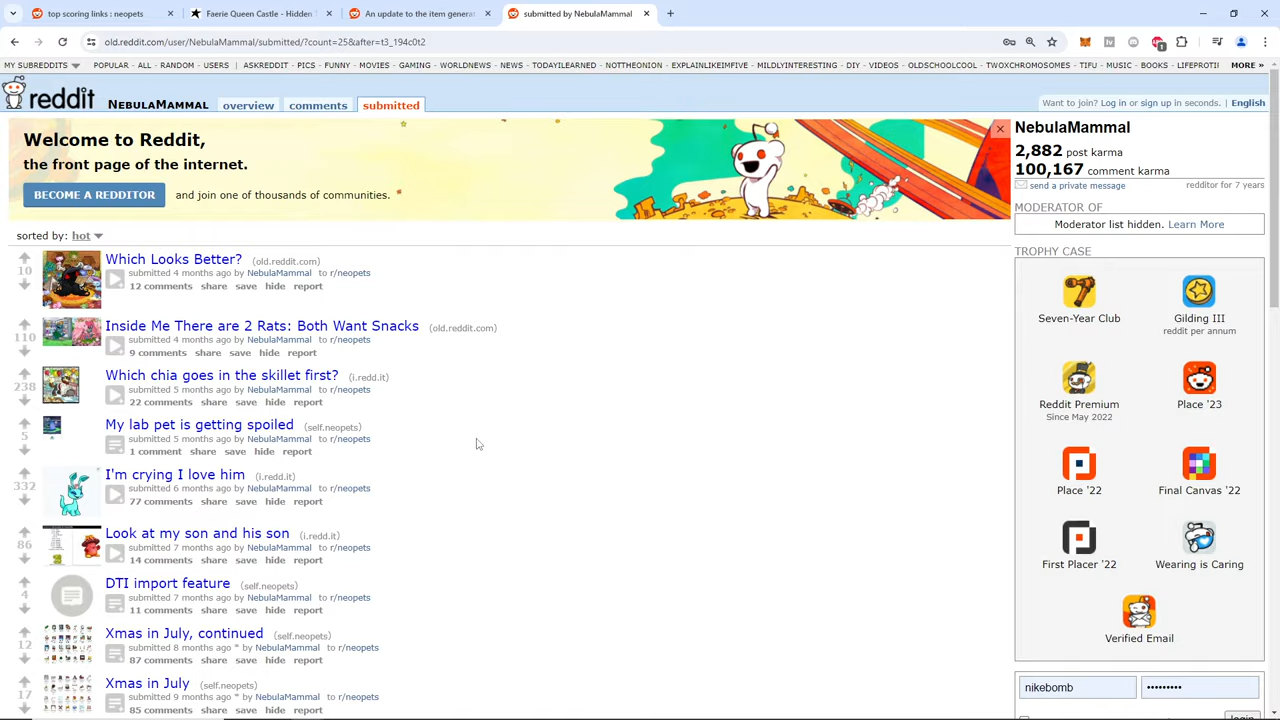 top scoring links : neopets
Faerie Queen Castle - Hidden T
An update to the item generat
submitted by NebulaMammal
old.reddit.com/user/NebulaMammal/submitted/?count=25&after=t3_194c0t2
MY SUBREDDITS POPULAR - ALL - RANDOM - USERS | ASKREDDIT - PICS - FUNNY - MOVIES - GAMING - WORLDNEWS - NEWS - TODAYILEARNED - NOTTHEONION - EXPLAINLIKEIMFIVE - MILDLYINTERESTING - DIY - VIDEOS - OLDSCHOOLCOOL - TWOXCHROMOSOMES - TIFU - MUSIC - BOOKS - LIFEPROTI MORE »
reddit NEBULAMAMMAL overview comments submitted
Want to join? Log in or sign up in seconds. | English
Welcome to Reddit,
the front page of the internet.
BECOME A REDDITOR and join one of thousands of communities.
sorted by: hot
10
Which Looks Better? (old.reddit.com)
submitted 4 months ago by NebulaMammal to r/neopets
12 comments share save hide report
110
Inside Me There are 2 Rats: Both Want Snacks (old.reddit.com)
submitted 4 months ago by NebulaMammal to r/neopets
9 comments share save hide report
238
Which chia goes in the skillet first? (i.redd.it)
submitted 5 months ago by NebulaMammal to r/neopets
22 comments share save hide report
5
My lab pet is getting spoiled (self.neopets)
submitted 5 months ago by NebulaMammal to r/neopets
1 comment share save hide report
332
I'm crying I love him (i.redd.it)
submitted 6 months ago by NebulaMammal to r/neopets
77 comments share save hide report
86
Look at my son and his son (i.redd.it)
submitted 7 months ago by NebulaMammal to r/neopets
14 comments share save hide report
4
DTI import feature (self.neopets)
submitted 7 months ago by NebulaMammal to r/neopets
11 comments share save hide report
12
Xmas in July, continued (self.neopets)
submitted 8 months ago * by NebulaMammal to r/neopets
87 comments share save hide report
17
Xmas in July (self.neopets)
submitted 9 months ago * by NebulaMammal to r/neopets
85 comments share save hide report
NebulaMammal
2,882 post karma
100,167 comment karma
send a private message redditor for 7 years
MODERATOR OF
Moderator list hidden. Learn More
TROPHY CASE
Seven-Year Club
Gilding III
reddit per annum
Reddit Premium
Since May 2022
Place '23
Place '22
Final Canvas '22
First Placer '22
Wearing is Caring
Verified Email
nikebomb •••••••••
login